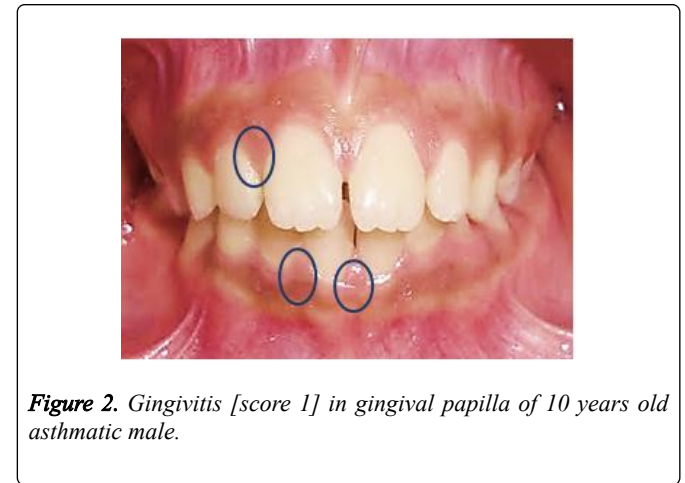 Figure 2. Gingivitis [score 1] in gingival papilla of 10 years old
asthmatic male.